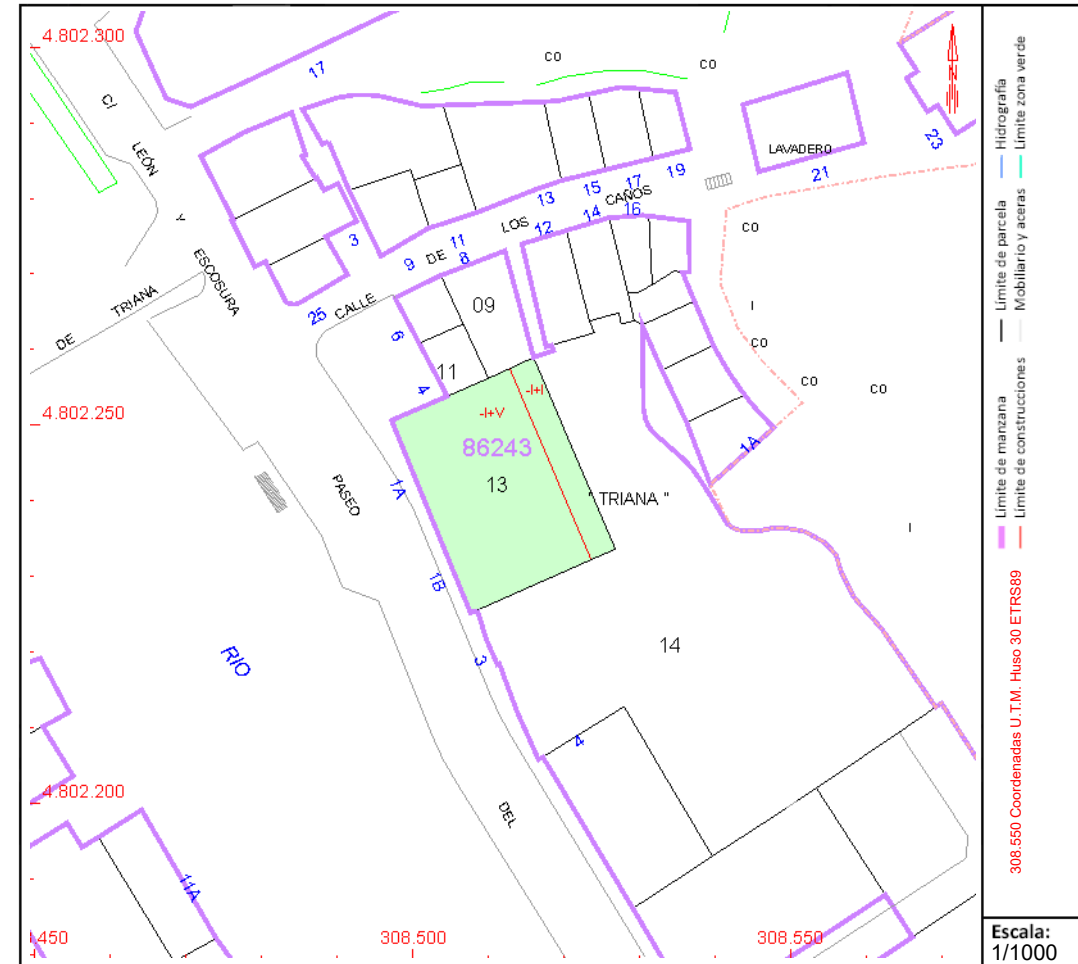 4.802.300
17
CO
CO
C/
LEÓN
Y
ESCOSURA
LAVADERO
21
23
19
17
15
13
CAÑOS
16
14
12
LOS
11
DE
9
8
3
CO
DE
TRIANA
25
CALLE
09
6
I
CO
11
4
CO
CO
-I+I
-I+V
4.802.250
86243
13
1A
1A
PASEO
" TRIANA "
I
1B
RIO
3
14
4
4.802.200
DEL
11A
450
308.500
308.550
Hidrografía
Límite zona verde
Límite de parcela
Mobiliario y aceras
Límite de manzana
Límite de construcciones
308.550 Coordenadas U.T.M. Huso 30 ETRS89
N
Escala:
1/1000